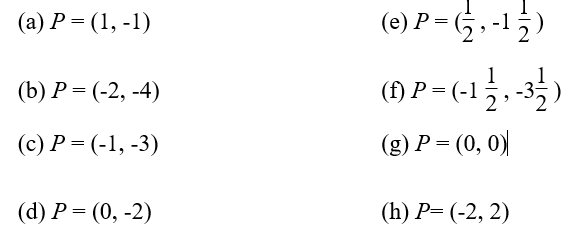 (a) P = (1, -1)
(e) P = (1/2, -1 1/2)
(b) P = (-2, -4)
(f) P = (-1 1/2, -3 1/2)
(c) P = (-1, -3)
(g) P = (0, 0)
(d) P = (0, -2)
(h) P= (-2, 2)